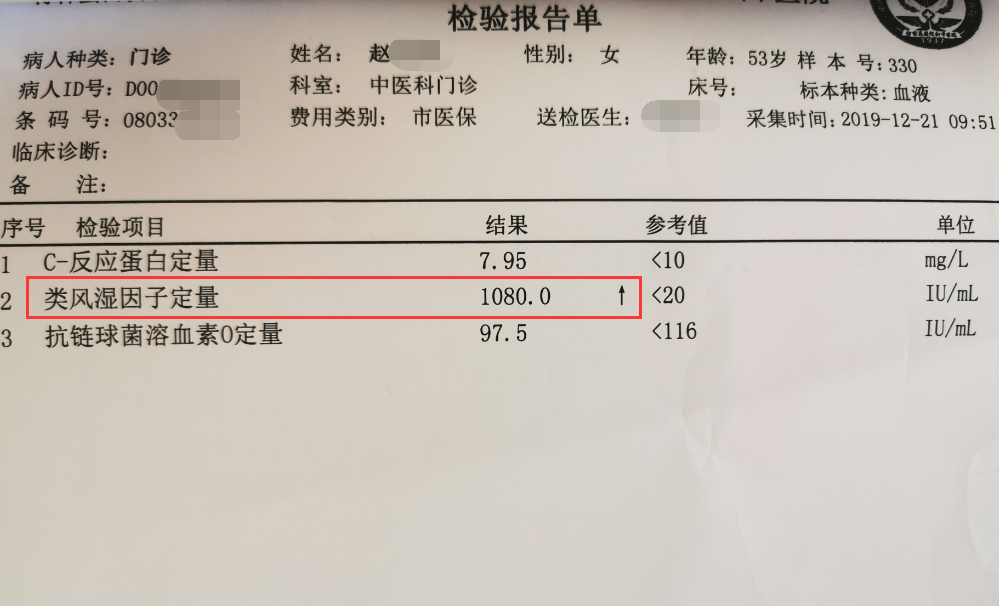 检验报告单
病人种类: 门诊 姓名: 赵 性别: 女 年龄: 53岁 样 本 号: 330
病人ID号: D00 科室: 中医科门诊 床号: 标本种类: 血液
条 码 号: 08033 费用类别: 市医保 送检医生: 采集时间: 2019-12-21 09:51
临床诊断:
备 注:
序号 检验项目 结果 参考值 单位
1 C-反应蛋白定量 7.95 <10 mg/L
2 类风湿因子定量 1080.0 ↑ <20 IU/mL
3 抗链球菌溶血素O定量 97.5 <116 IU/mL
1937